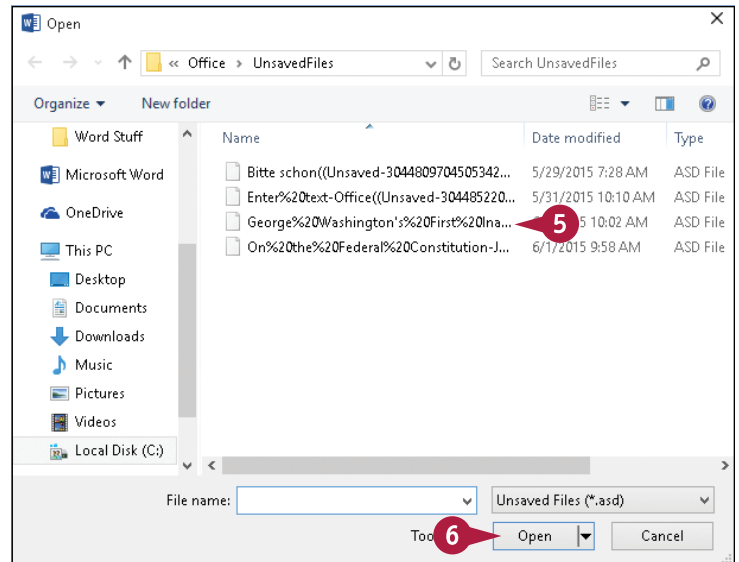 Open
« Office > UnsavedFiles
Search UnsavedFiles
Organize
New folder
Word Stuff
Name
Date modified
Type
Bitte schon((Unsaved-3044809704505342...
5/29/2015 7:28 AM
ASD File
Microsoft Word
Enter%20text-Office((Unsaved-304485220...
5/31/2015 10:10 AM
ASD File
OneDrive
George%20Washington's%20First%20Ina...
5
5 10:02 AM
ASD File
This PC
On%20the%20Federal%20Constitution-J...
6/1/2015 9:58 AM
ASD File
Desktop
Documents
Downloads
Music
Pictures
Videos
Local Disk (C:)
File name:
Unsaved Files (*.asd)
6
Open
Cancel